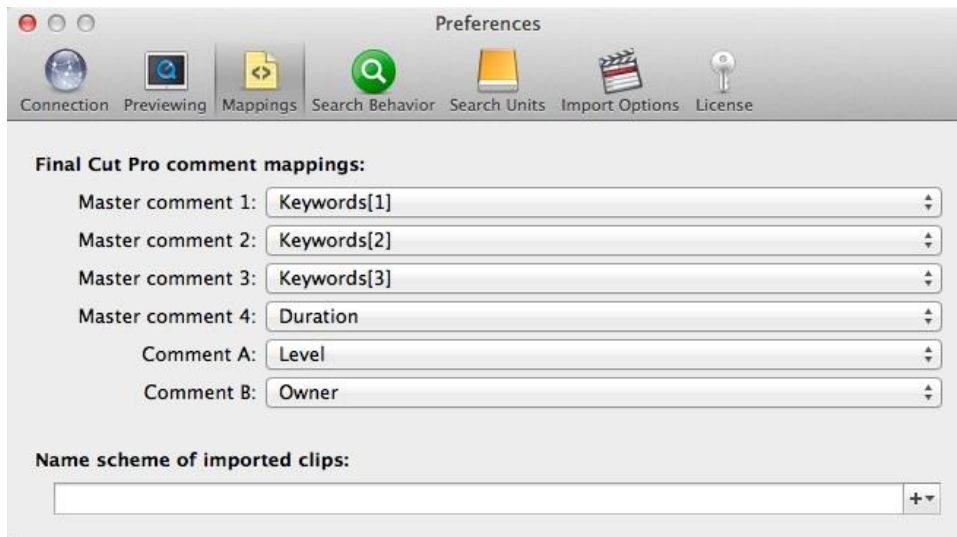 Preferences
Connection Previewing Mappings Search Behavior Search Units Import Options License
Final Cut Pro comment mappings:
Master comment 1: Keywords[1]
Master comment 2: Keywords[2]
Master comment 3: Keywords[3]
Master comment 4: Duration
Comment A: Level
Comment B: Owner
Name scheme of imported clips: